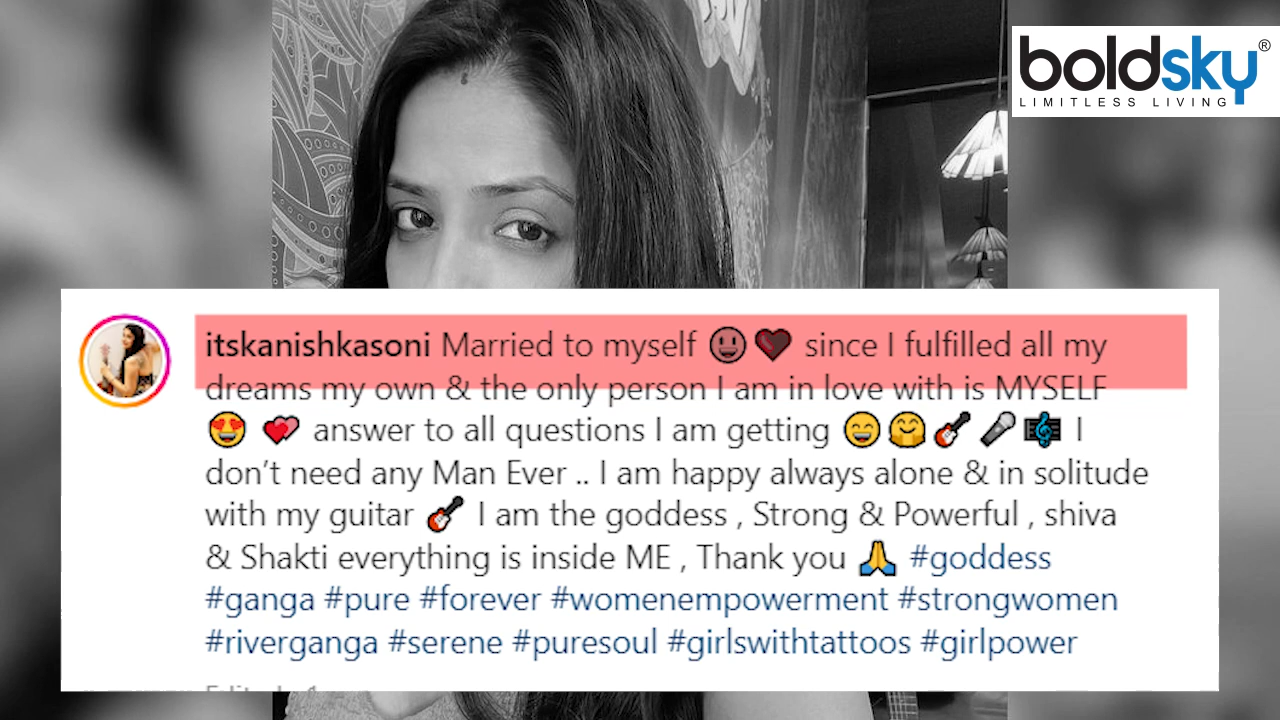 boldsky®
LIMITLESS LIVING
itskanishkasoni Married to myself 😃❤️ since I fulfilled all my
dreams my own & the only person I am in love with is MYSELF
😍 💕 answer to all questions I am getting 😄🤗🎸🎤🎼 I
don’t need any Man Ever .. I am happy always alone & in solitude
with my guitar 🎸 I am the goddess , Strong & Powerful , shiva
& Shakti everything is inside ME , Thank you 🙏 #goddess
#ganga #pure #forever #womenempowerment #strongwomen
#riverganga #serene #puresoul #girlswithtattoos #girlpower